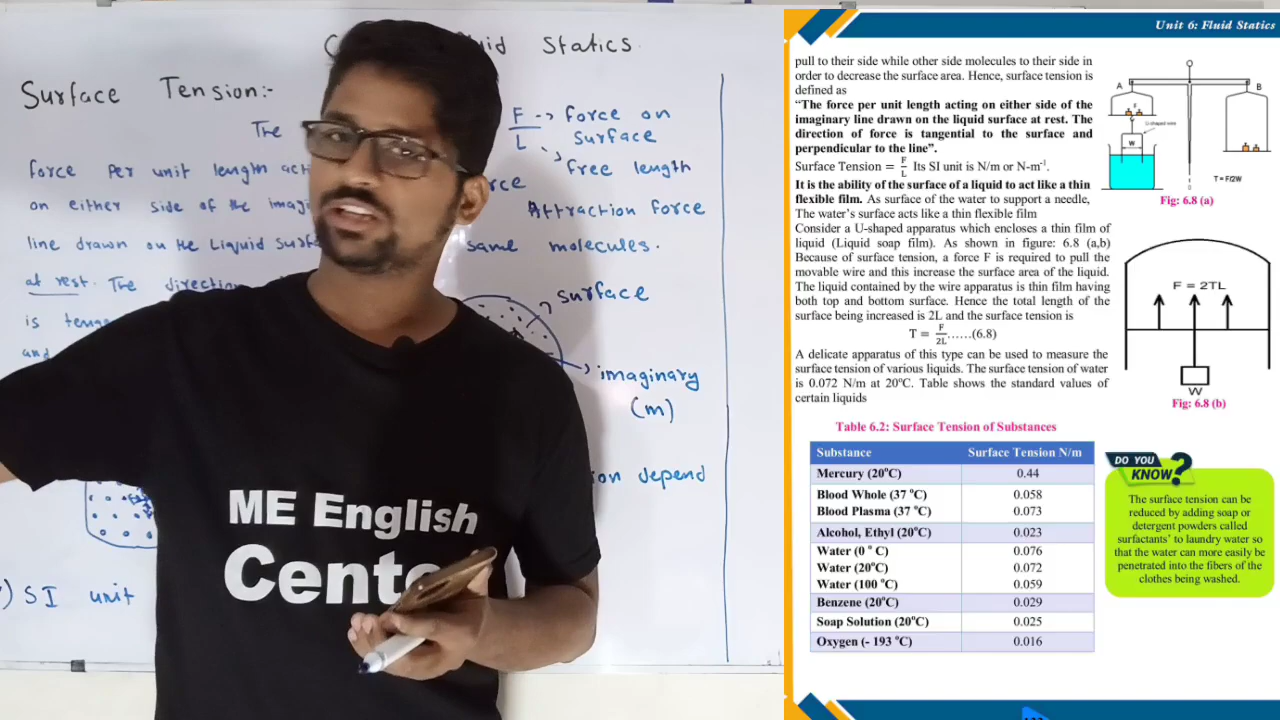 Fluid Statics
Surface Tension:-
The
force per unit length
on either side of the
line drawn on the Liquid
at rest. The direction
is
and
F --> force on
L surface
free length
Attraction force
same molecules.
surface
imaginary
(m)
depend
SI unit
ME English
Unit 6: Fluid Statics
pull to their side while other side molecules to their side in
order to decrease the surface area. Hence, surface tension is
defined as
“The force per unit length acting on either side of the
imaginary line drawn on the liquid surface at rest. The
direction of force is tangential to the surface and
perpendicular to the line”.
Surface Tension = F/L Its SI unit is N/m or N-m⁻¹.
It is the ability of the surface of a liquid to act like a thin
flexible film. As surface of the water to support a needle,
The water’s surface acts like a thin flexible film
Consider a U-shaped apparatus which encloses a thin film of
liquid (Liquid soap film). As shown in figure: 6.8 (a,b)
Because of surface tension, a force F is required to pull the
movable wire and this increase the surface area of the liquid.
The liquid contained by the wire apparatus is thin film having
both top and bottom surface. Hence the total length of the
surface being increased is 2L and the surface tension is
T = F/2L ......(6.8)
A delicate apparatus of this type can be used to measure the
surface tension of various liquids. The surface tension of water
is 0.072 N/m at 20°C. Table shows the standard values of
certain liquids
A B
F
U-shaped wire
W
T = F/2W
Fig: 6.8 (a)
F = 2TL
W
Fig: 6.8 (b)
Table 6.2: Surface Tension of Substances
Substance Surface Tension N/m
Mercury (20°C) 0.44
Blood Whole (37 °C) 0.058
Blood Plasma (37 °C) 0.073
Alcohol, Ethyl (20°C) 0.023
Water (0 ° C) 0.076
Water (20°C) 0.072
Water (100 °C) 0.059
Benzene (20°C) 0.029
Soap Solution (20°C) 0.025
Oxygen (- 193 °C) 0.016
DO YOU
KNOW?
The surface tension can be
reduced by adding soap or
detergent powders called
surfactants’ to laundry water so
that the water can more easily be
penetrated into the fibers of the
clothes being washed.